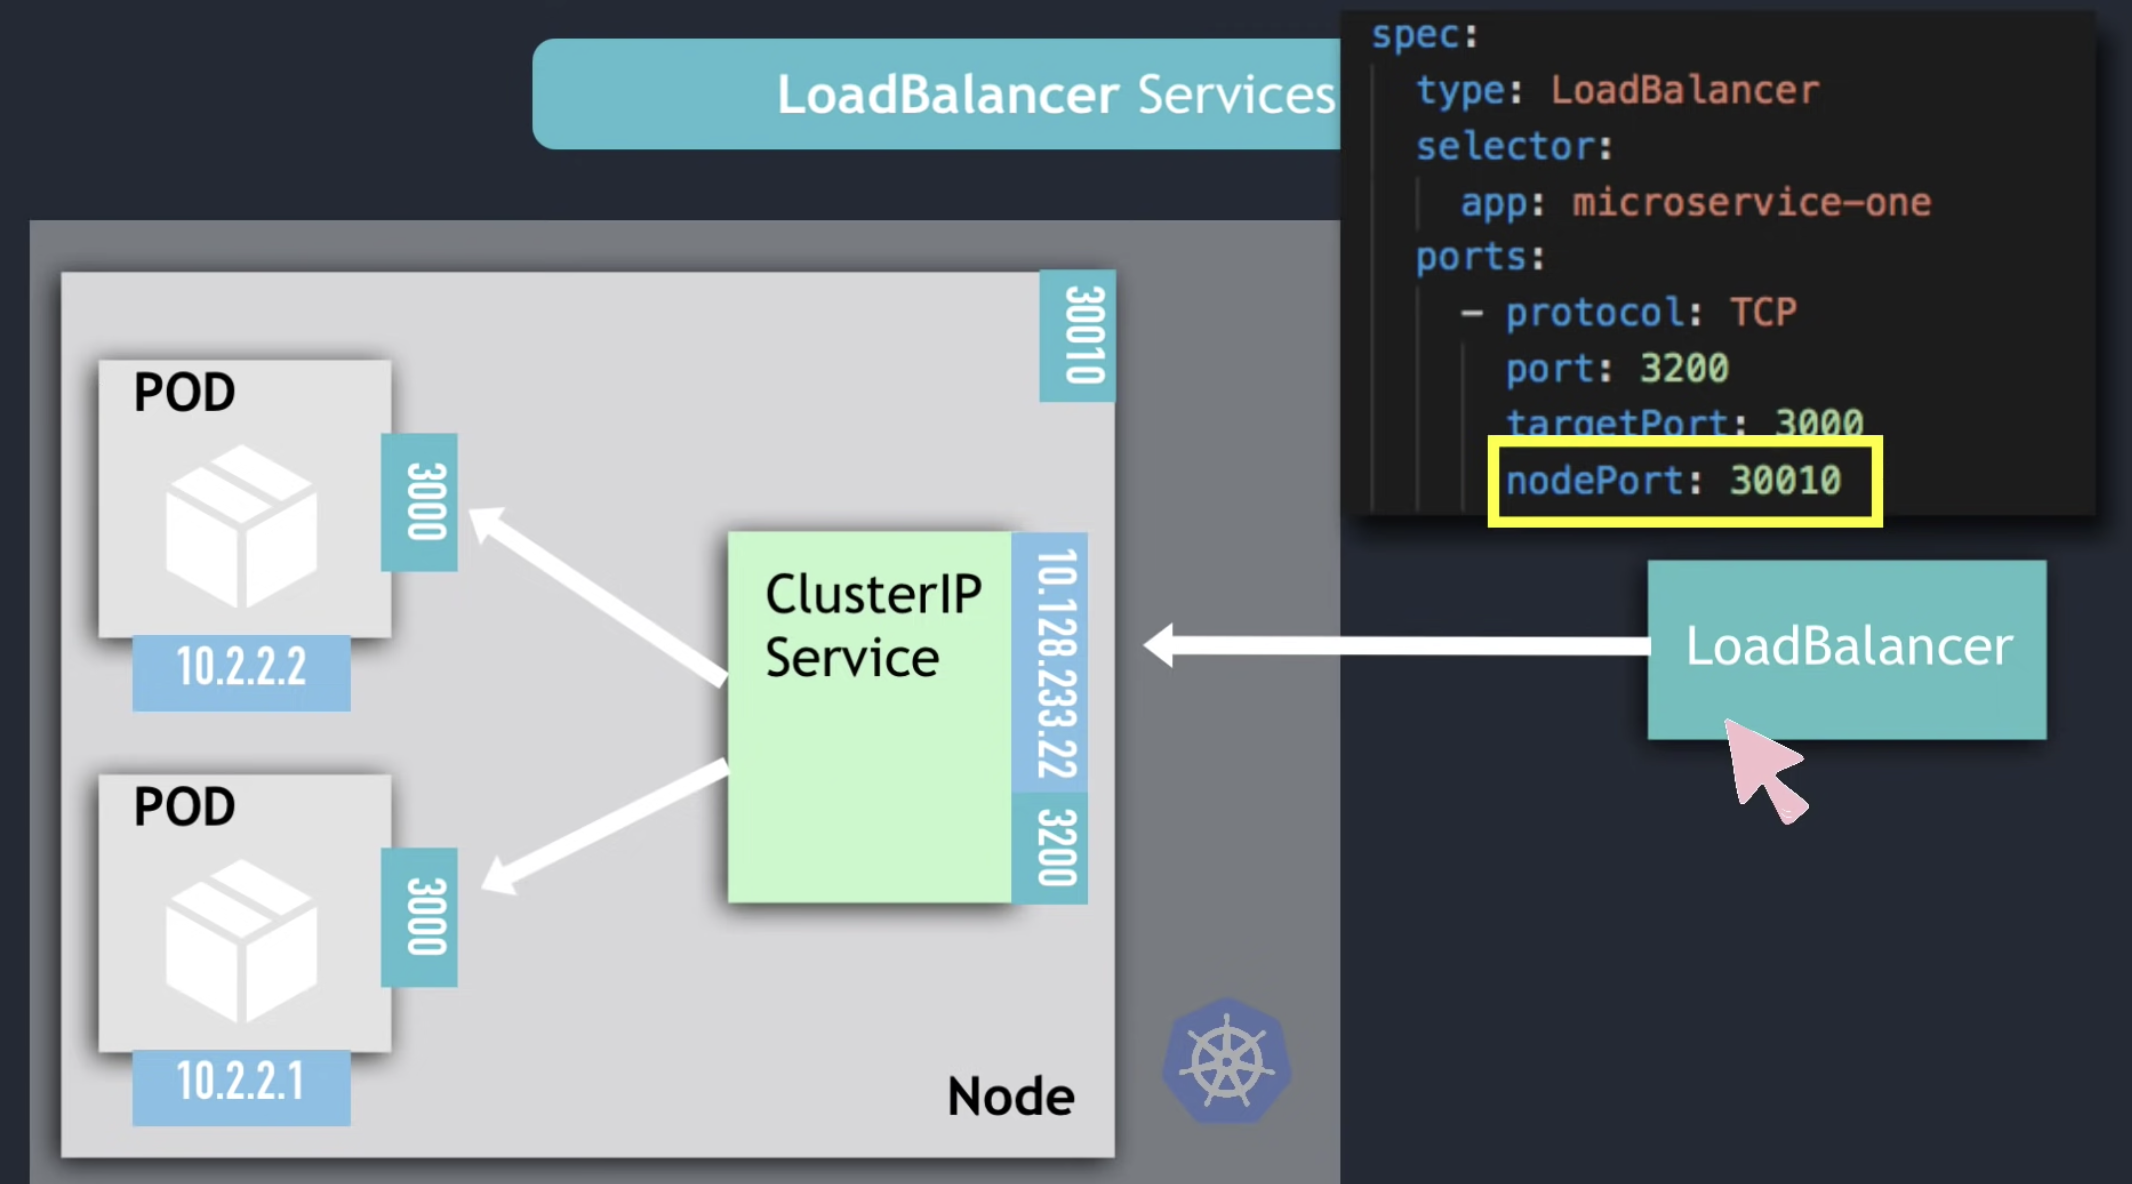 LoadBalancer Services
spec:
type: LoadBalancer
selector:
app: microservice-one
ports:
- protocol: TCP
port: 3200
targetPort: 3000
nodePort: 30010
30010
POD
3000
10.2.2.2
ClusterIP
Service
10.128.233.22
3200
LoadBalancer
POD
3000
10.2.2.1
Node